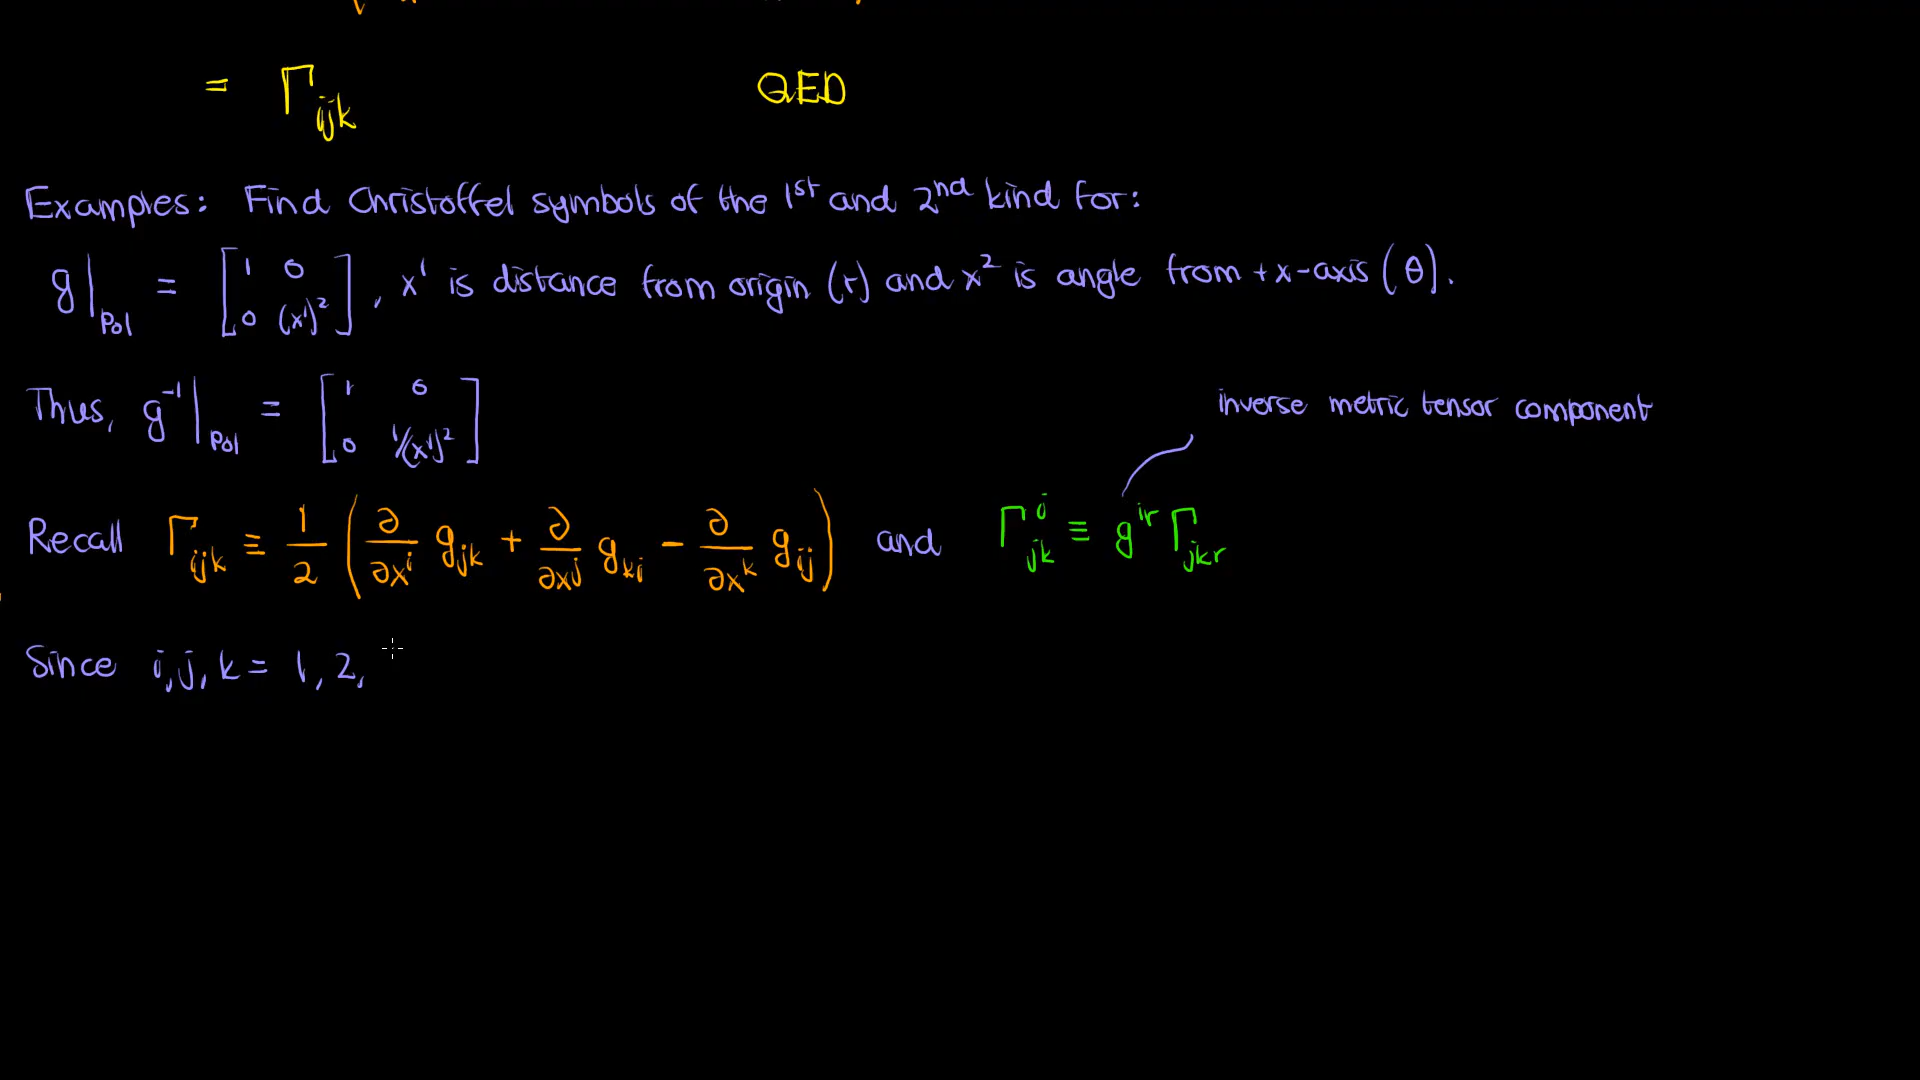 = Γ_ijk QED
Examples: Find Christoffel symbols of the 1st and 2nd kind for:
g|_Pol = [1 0; 0 (x¹)²], x¹ is distance from origin (r) and x² is angle from +x-axis (θ).
inverse metric tensor component
Thus, g⁻¹|_Pol = [1 0; 0 1/(x¹)²]
Recall Γ_ijk ≡ 1/2 (∂/∂xⁱ g_jk + ∂/∂xʲ g_ki − ∂/∂xᵏ g_ij) and Γ^i_jk ≡ g^ir Γ_jkr
Since i, j, k = 1, 2,